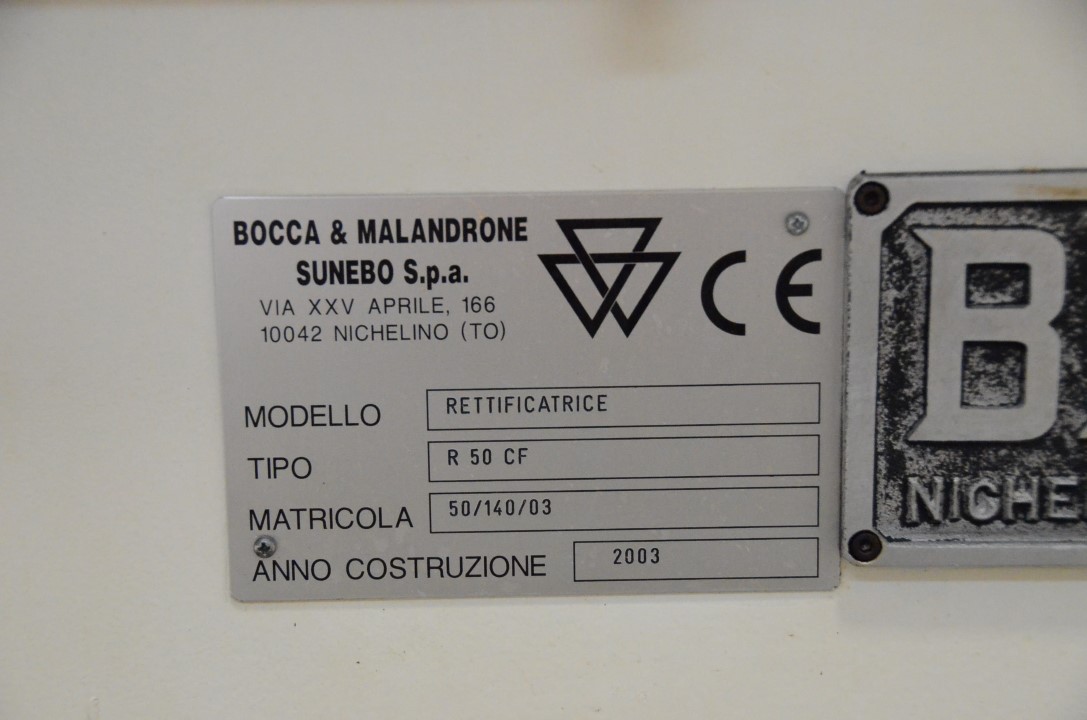 BOCCA & MALANDRONE
SUNEBO S.p.a.
VIA XXV APRILE, 166
10042 NICHELINO (TO)
CE
MODELLO RETTIFICATRICE
TIPO R 50 CF
MATRICOLA 50/140/03
ANNO COSTRUZIONE 2003
B
NICHE